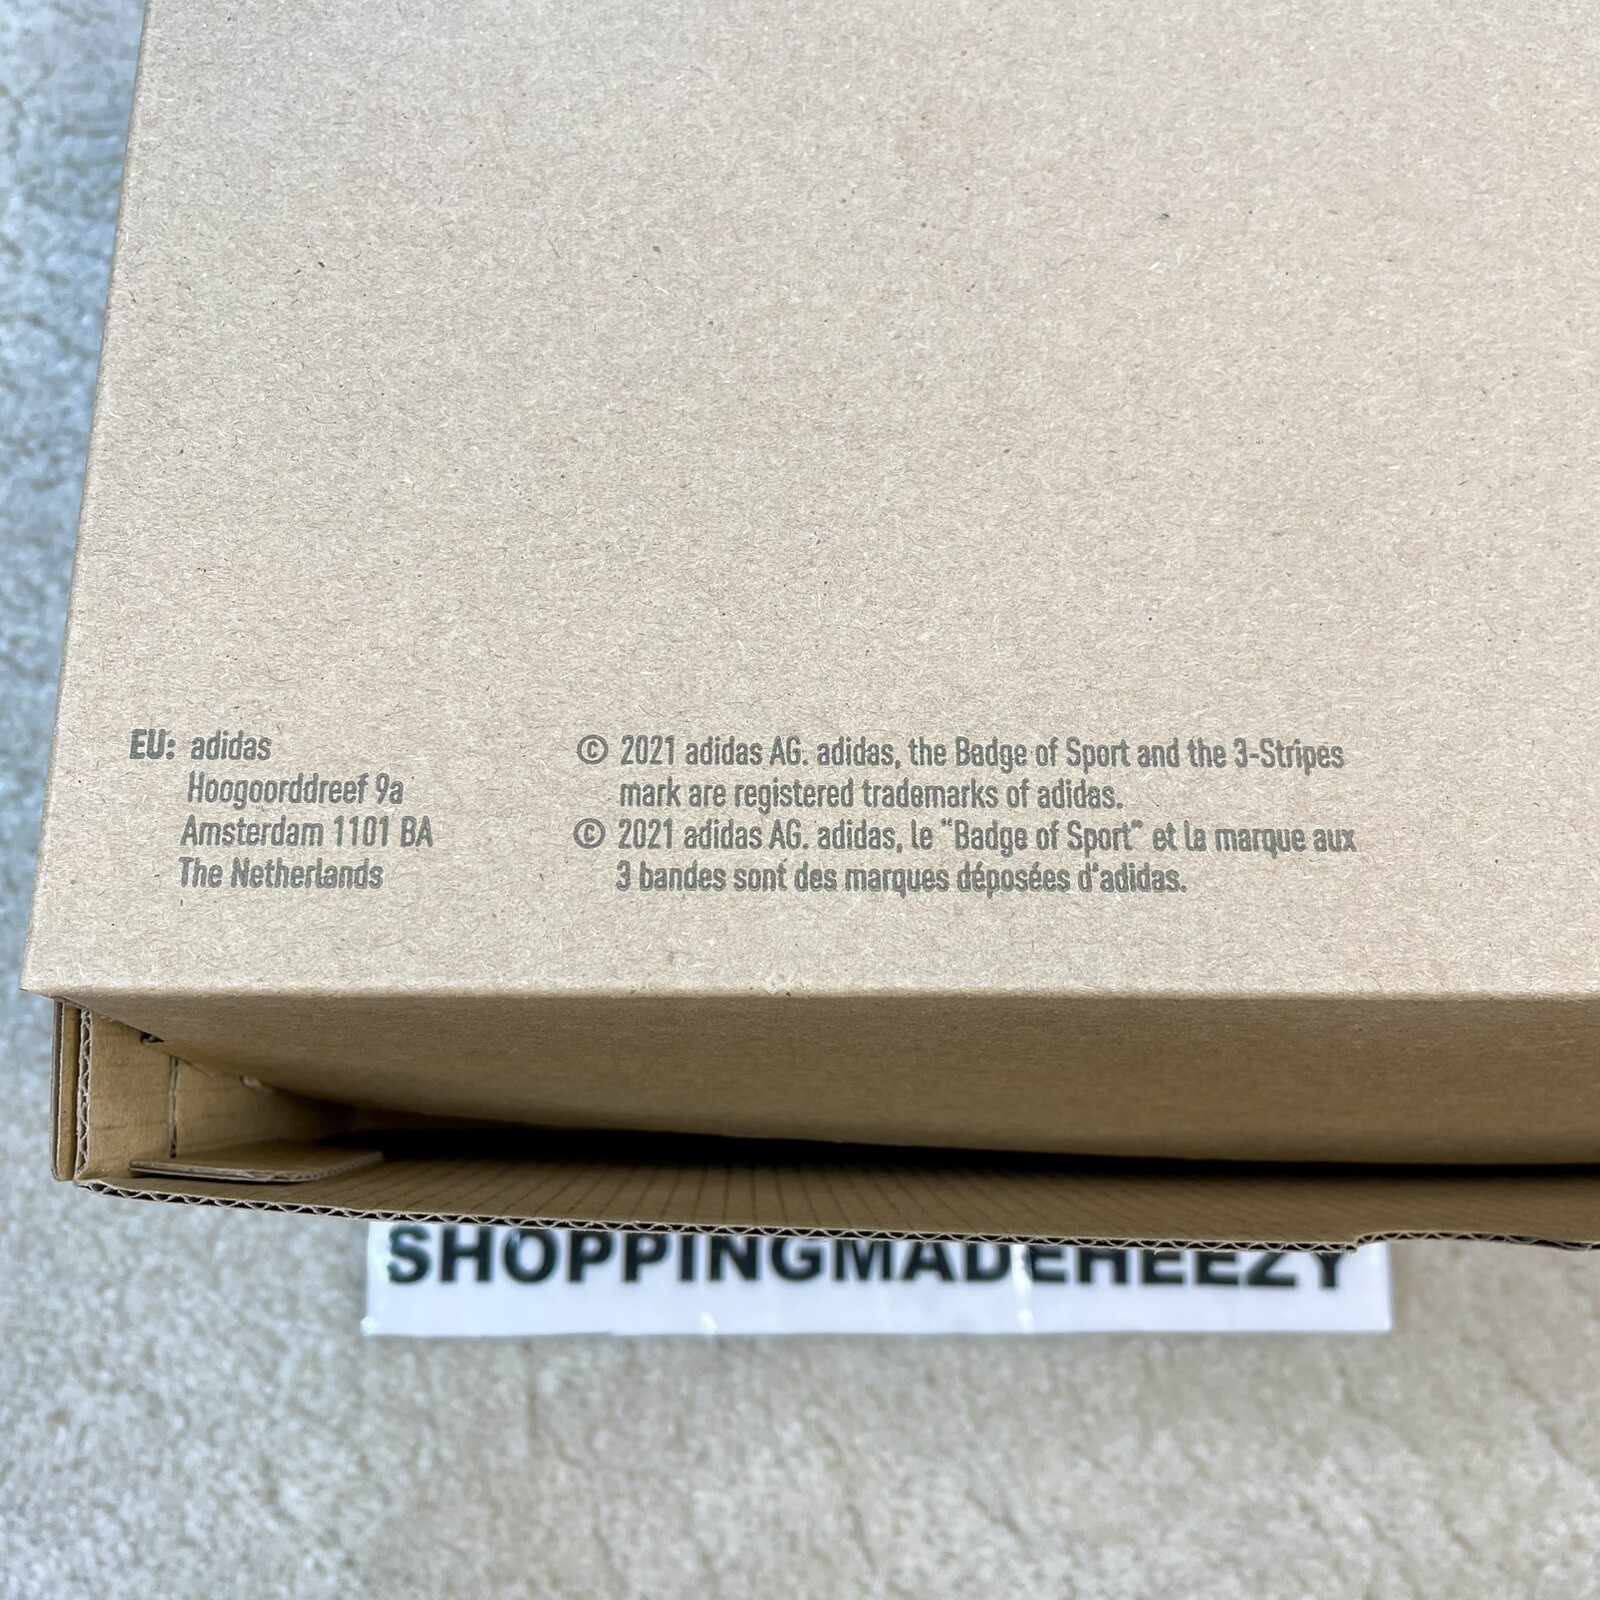 EU: adidas
Hoogoorddreef 9a
Amsterdam 1101 BA
The Netherlands
© 2021 adidas AG. adidas, the Badge of Sport and the 3-Stripes
mark are registered trademarks of adidas.
© 2021 adidas AG. adidas, le "Badge of Sport" et la marque aux
3 bandes sont des marques déposées d'adidas.
SHOPPINGMADEHEEZY